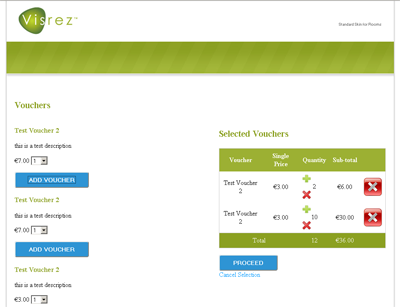 Visrez
Standard Skin for Phoenix
Vouchers
Test Voucher 2
this is a test description
€7.00 1
ADD VOUCHER
Test Voucher 2
this is a test description
€7.00 1
ADD VOUCHER
Test Voucher 2
this is a test description
€3.00 1
Selected Vouchers
Voucher Single Price Quantity Sub-total
Test Voucher 2 €3.00 2 €6.00
Test Voucher 2 €3.00 10 €30.00
Total 12 €36.00
PROCEED
Cancel Selection